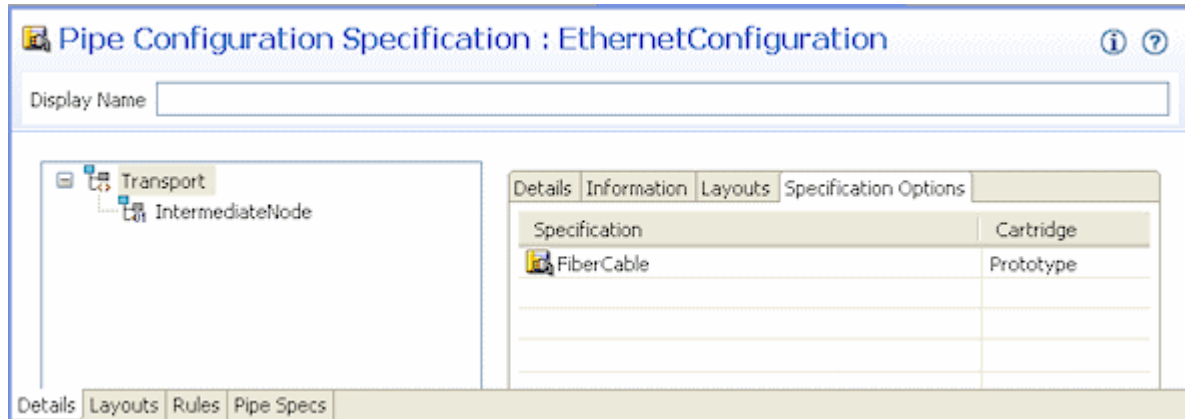 Pipe Configuration Specification : EthernetConfiguration
Display Name
Transport
IntermediateNode
Details Information Layouts Specification Options
Specification Cartridge
FiberCable Prototype
Details Layouts Rules Pipe Specs